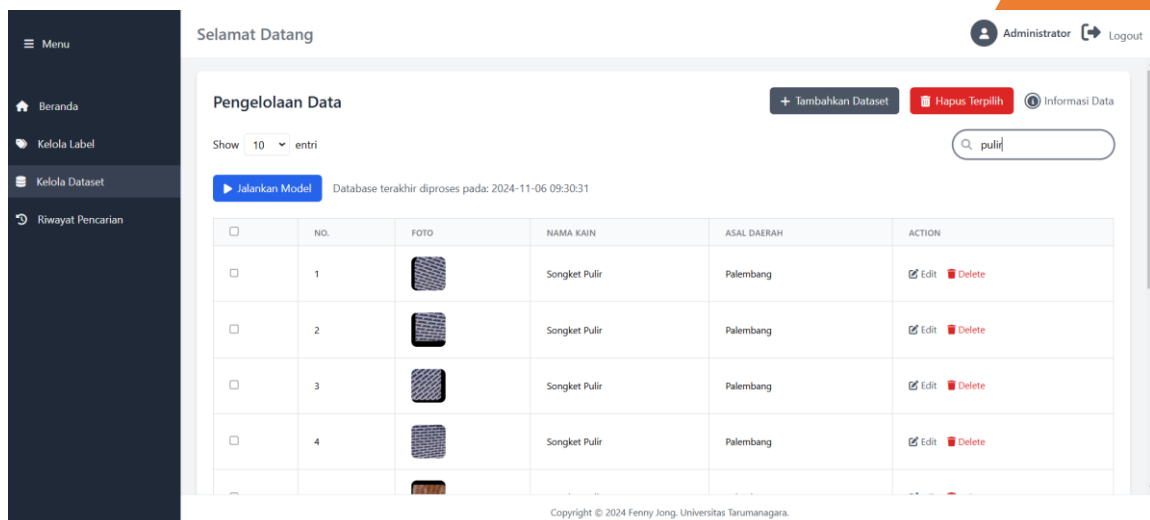 Menu
Selamat Datang
Administrator Logout
Beranda
Kelola Label
Kelola Dataset
Riwayat Pencarian
Pengelolaan Data
+ Tambahkan Dataset
Hapus Terpilih
Informasi Data
Show 10 entri
pulir
Jalankan Model
Database terakhir diproses pada: 2024-11-06 09:30:31
NO. FOTO NAMA KAIN ASAL DAERAH ACTION
1 Songket Pulir Palembang Edit Delete
2 Songket Pulir Palembang Edit Delete
3 Songket Pulir Palembang Edit Delete
4 Songket Pulir Palembang Edit Delete
Copyright © 2024 Fenny Jong. Universitas Tarumanagara.